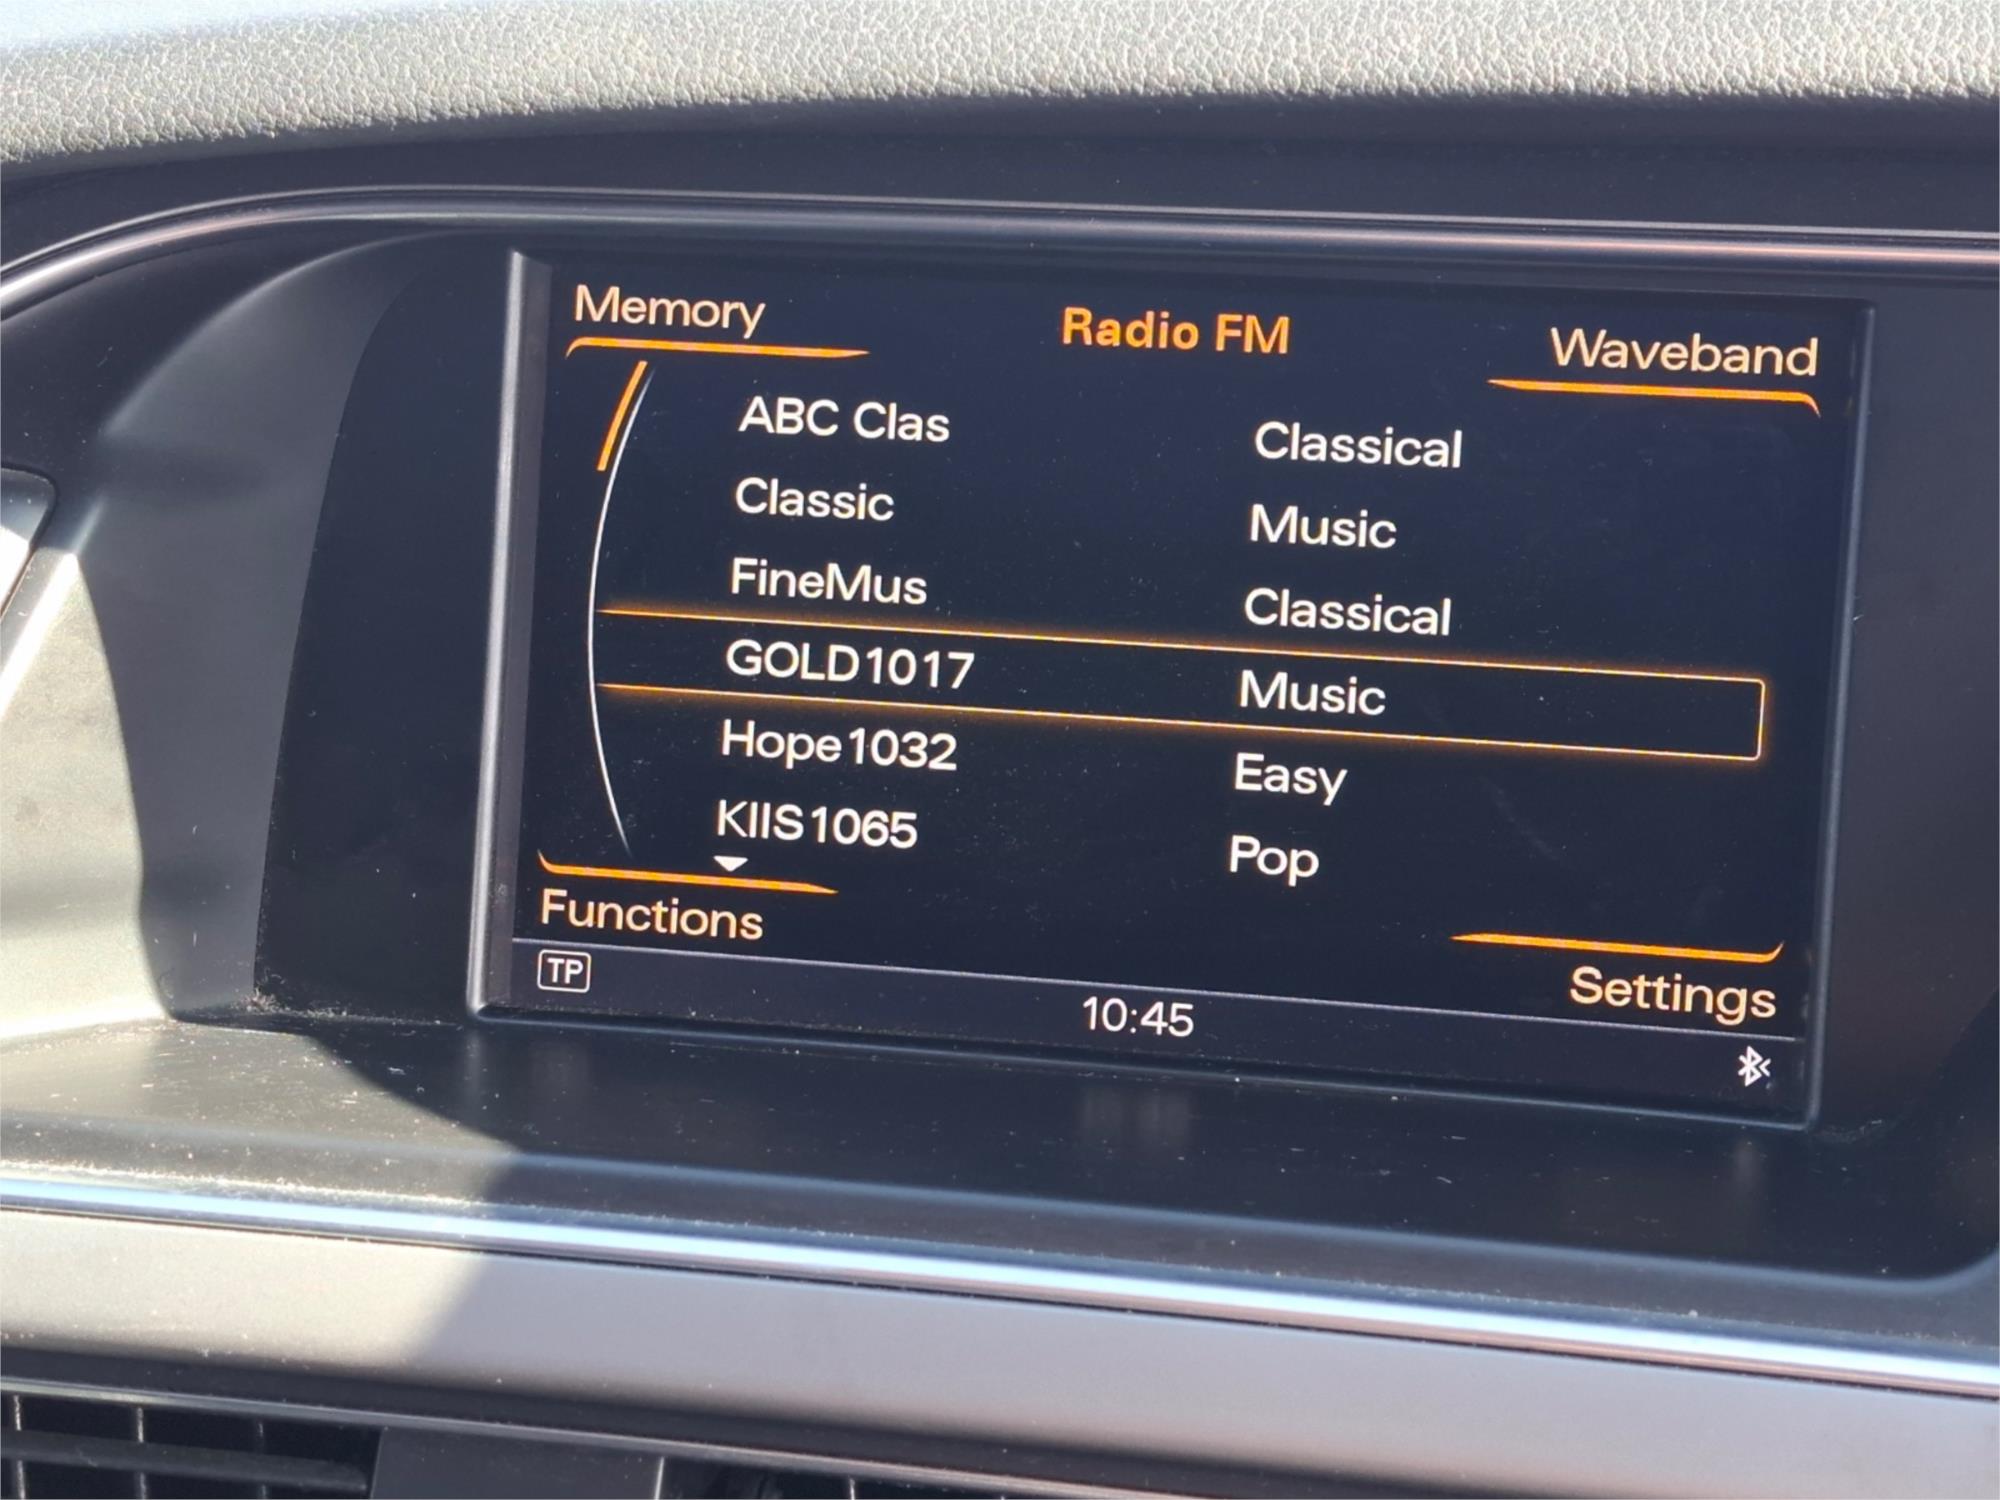 Memory Radio FM Waveband
ABC Clas Classical
Classic Music
FineMus Classical
GOLD1017 Music
Hope1032 Easy
KIIS1065 Pop
Functions Settings
TP 10:45